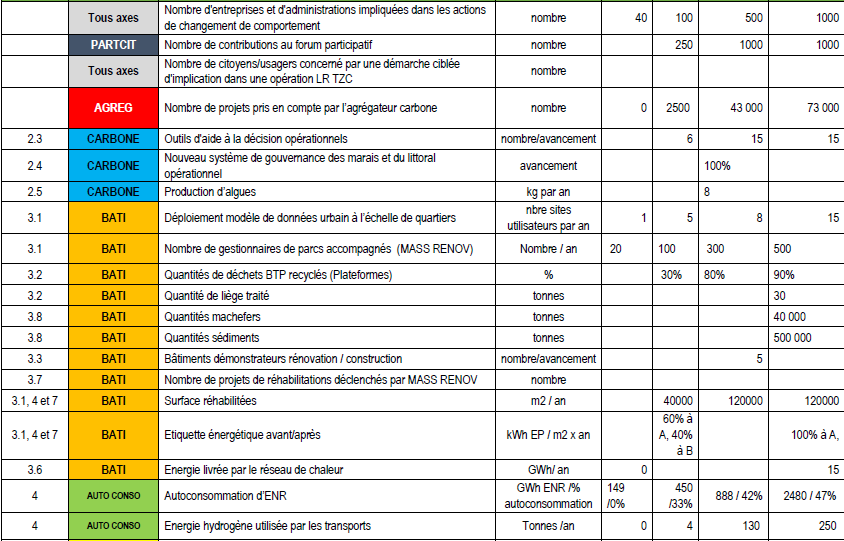 Tous axes Nombre d'entreprises et d'administrations impliquées dans les actions de changement de comportement nombre 40 100 500 1000
PARTCIT Nombre de contributions au forum participatif nombre 250 1000 1000
Tous axes Nombre de citoyens/usagers concerné par une démarche ciblée d'implication dans une opération LR TZC nombre
AGREG Nombre de projets pris en compte par l'agrégateur carbone nombre 0 2500 43 000 73 000
2.3 CARBONE Outils d'aide à la décision opérationnels nombre/avancement 6 15 15
2.4 CARBONE Nouveau système de gouvernance des marais et du littoral opérationnel avancement 100%
2.5 CARBONE Production d'algues kg par an 8
3.1 BATI Déploiement modèle de données urbain à l'échelle de quartiers nbre sites utilisateurs par an 1 5 8 15
3.1 BATI Nombre de gestionnaires de parcs accompagnés (MASS RENOV) Nombre / an 20 100 300 500
3.2 BATI Quantités de déchets BTP recyclés (Plateformes) % 30% 80% 90%
3.2 BATI Quantité de liège traité tonnes 30
3.8 BATI Quantités machefers tonnes 40 000
3.8 BATI Quantités sédiments tonnes 500 000
3.3 BATI Bâtiments démonstrateurs rénovation / construction nombre/avancement 5
3.7 BATI Nombre de projets de réhabilitations déclenchés par MASS RENOV nombre
3.1, 4 et 7 BATI Surface réhabilitées m2 / an 40000 120000 120000
3.1, 4 et 7 BATI Etiquette énergétique avant/après kWh EP / m2 x an 60% à A, 40% à B 100% à A,
3.6 BATI Energie livrée par le réseau de chaleur GWh/ an 0 15
4 AUTO CONSO Autoconsommation d'ENR GWh ENR /% autoconsommation 149 /0% 450 /33% 888 / 42% 2480 / 47%
4 AUTO CONSO Energie hydrogène utilisée par les transports Tonnes /an 0 4 130 250